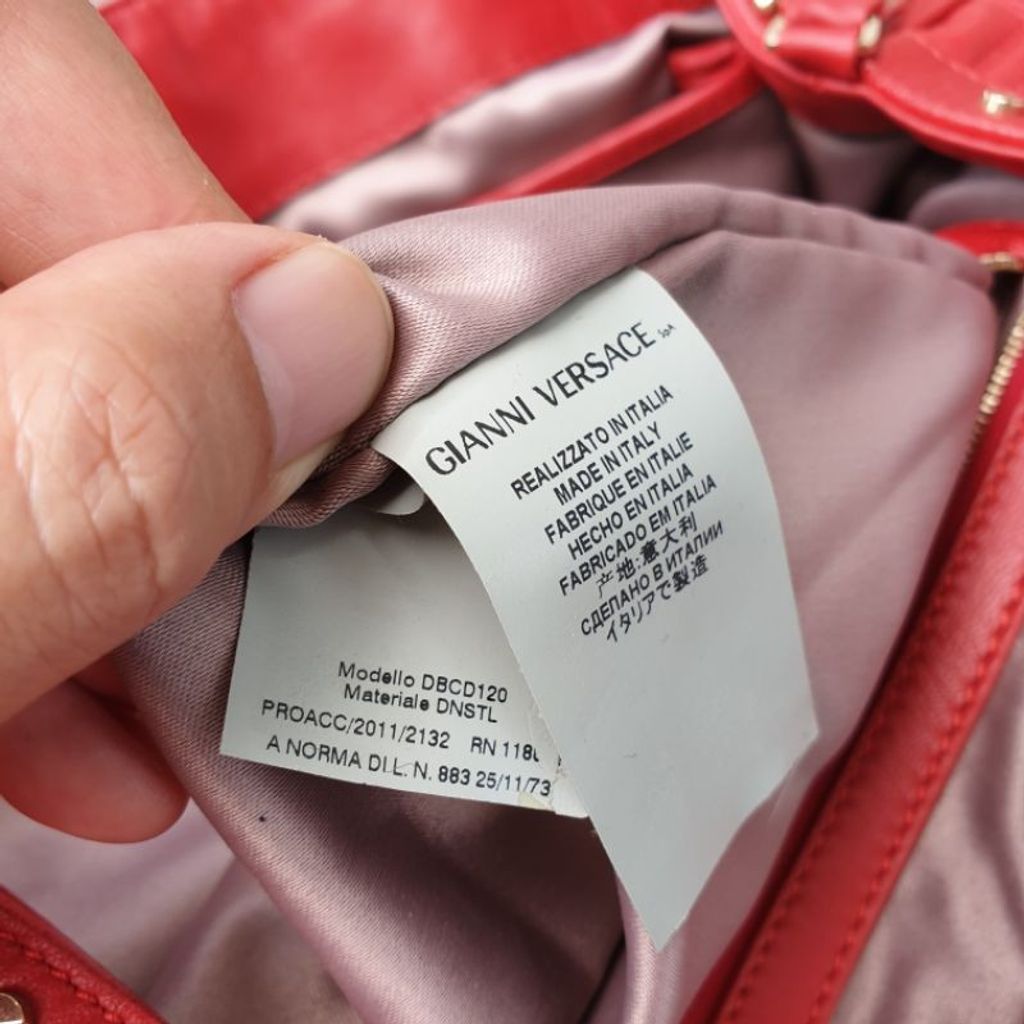 GIANNI VERSACE SpA
REALIZZATO IN ITALIA
MADE IN ITALY
FABRIQUE EN ITALIE
HECHO EN ITALIA
FABRICADO EM ITALIA
产地:意大利
СДЕЛАНО В ИТАЛИИ
イタリアで製造
Modello DBCD120
Materiale DNSTL
PROACC/2011/2132 RN
A NORMA DI L. N. 883 25/11/73